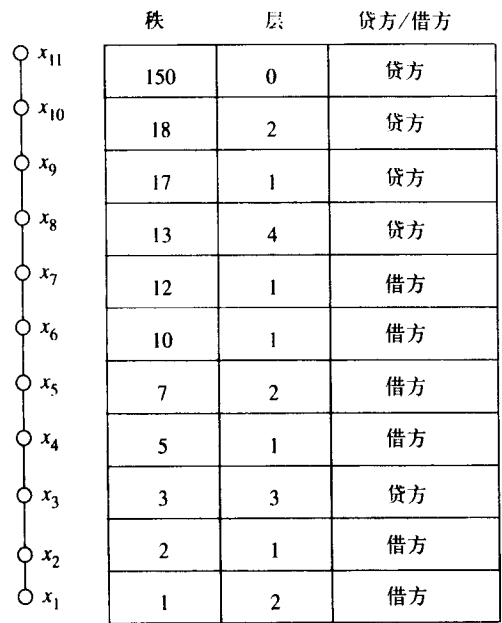 秩 层 贷方/借方
x₁₁ 150 0 贷方
x₁₀ 18 2 贷方
x₉ 17 1 贷方
x₈ 13 4 贷方
x₇ 12 1 借方
x₆ 10 1 借方
x₅ 7 2 借方
x₄ 5 1 借方
x₃ 3 3 贷方
x₂ 2 1 借方
x₁ 1 2 借方